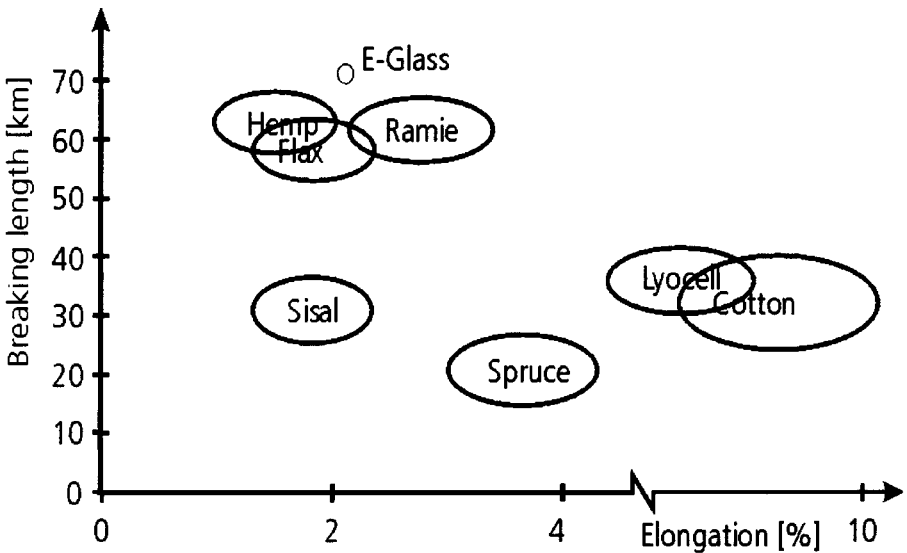 E-Glass
70
Hemp
Ramie
60
Flax
50
Breaking length [km]
40
Lyocell
Cotton
30
Sisal
Spruce
20
10
0
0
2
4
Elongation [%]
10